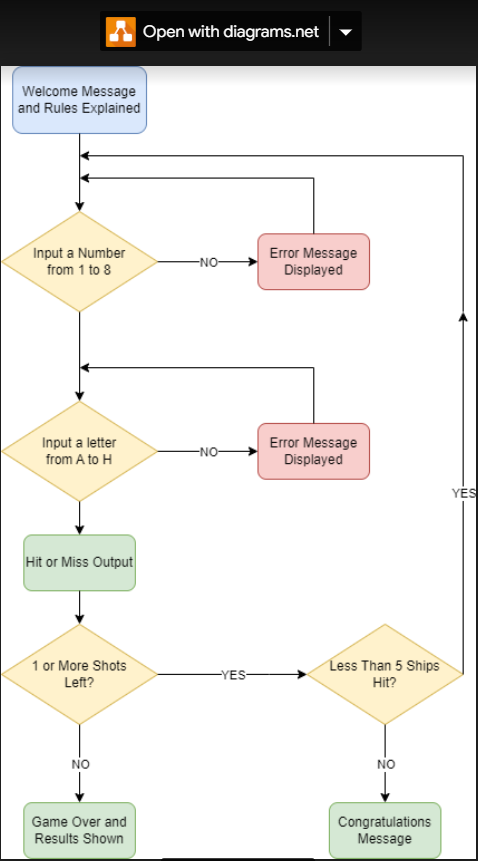 Open with diagrams.net
Welcome Message
and Rules Explained
Input a Number
from 1 to 8
NO
Error Message
Displayed
Input a letter
from A to H
NO
Error Message
Displayed
YES
Hit or Miss Output
1 or More Shots
Left?
YES
Less Than 5 Ships
Hit?
NO
NO
Game Over and
Results Shown
Congratulations
Message